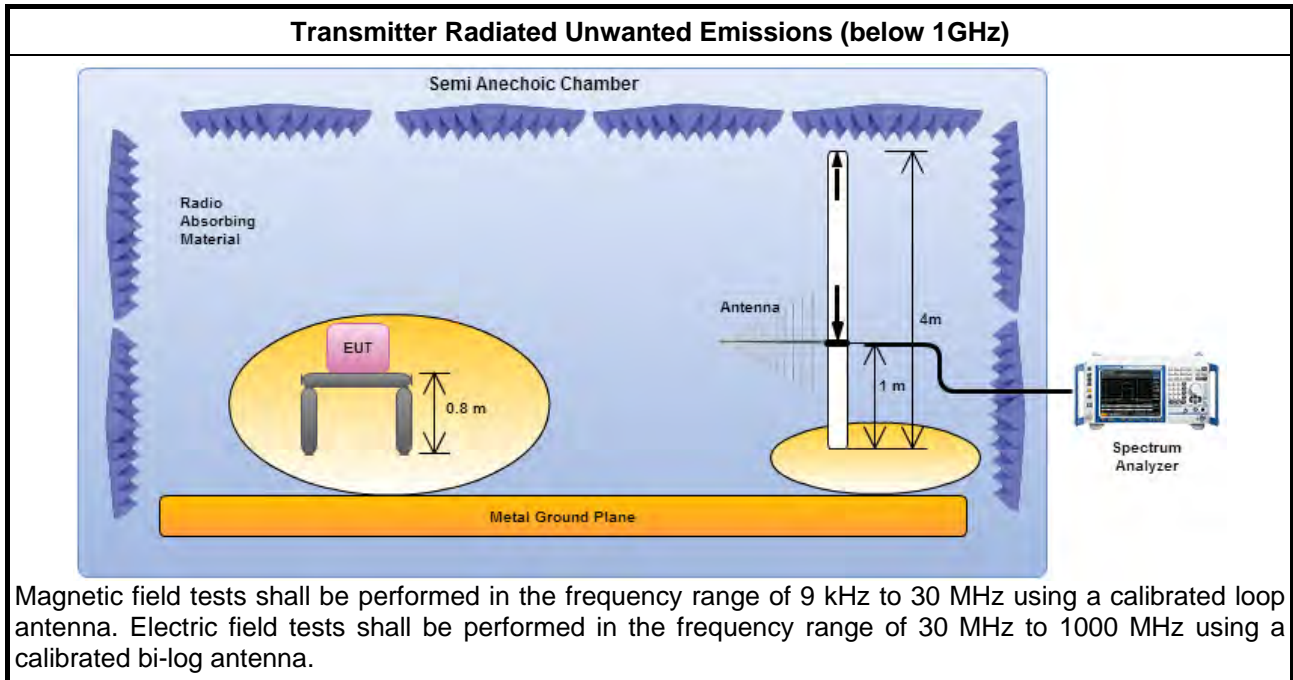 Transmitter Radiated Unwanted Emissions (below 1GHz)
Semi Anechoic Chamber
Radio
Absorbing
Material
Antenna
4m
EUT
1 m
0.8 m
Spectrum
Analyzer
Metal Ground Plane
Magnetic field tests shall be performed in the frequency range of 9 kHz to 30 MHz using a calibrated loop
antenna. Electric field tests shall be performed in the frequency range of 30 MHz to 1000 MHz using a
calibrated bi-log antenna.